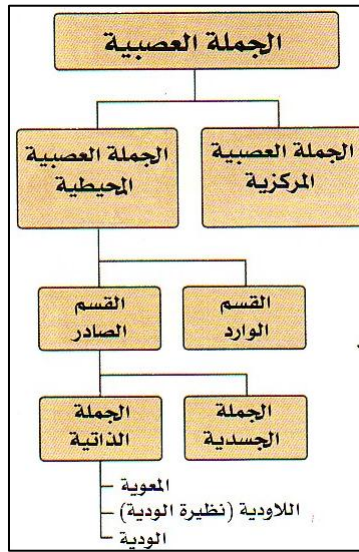 الجملة العصبية
الجملة العصبية
المركزية
الجملة العصبية
المحيطية
القسم
الوارد
القسم
الصادر
الجملة
الجسدية
الجملة
الذاتية
المعوية
اللاودية (نظيرة الودية)
الودية